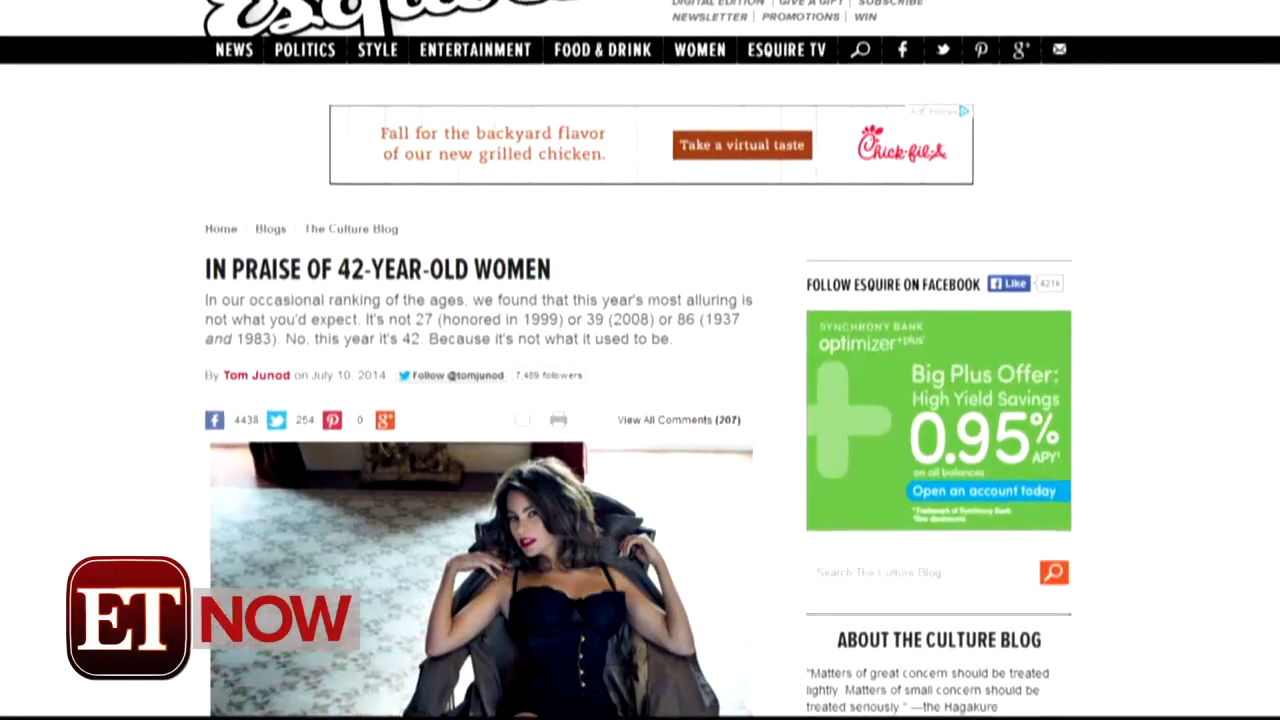 Esquire
DIGITAL EDITION | GIVE A GIFT | SUBSCRIBE
NEWSLETTER | PROMOTIONS | WIN
NEWS POLITICS STYLE ENTERTAINMENT FOOD & DRINK WOMEN ESQUIRE TV
Fall for the backyard flavor
of our new grilled chicken.
Take a virtual taste
Chick-fil-A
Home Blogs The Culture Blog
IN PRAISE OF 42-YEAR-OLD WOMEN
In our occasional ranking of the ages, we found that this year's most alluring is
not what you'd expect. It's not 27 (honored in 1999) or 39 (2008) or 86 (1937
and 1983). No, this year it's 42. Because it's not what it used to be.
By Tom Junod on July 10, 2014 Follow @tomjunod 7,489 followers
4438 254 0 View All Comments (207)
FOLLOW ESQUIRE ON FACEBOOK Like 421k
SYNCHRONY BANK
optimizer+plus
Big Plus Offer:
High Yield Savings
0.95% APY¹
on all balances
Open an account today
*Trademark of Synchrony Bank.
Search The Culture Blog
ABOUT THE CULTURE BLOG
"Matters of great concern should be treated
lightly. Matters of small concern should be
treated seriously." —the Hagakure
ET NOW